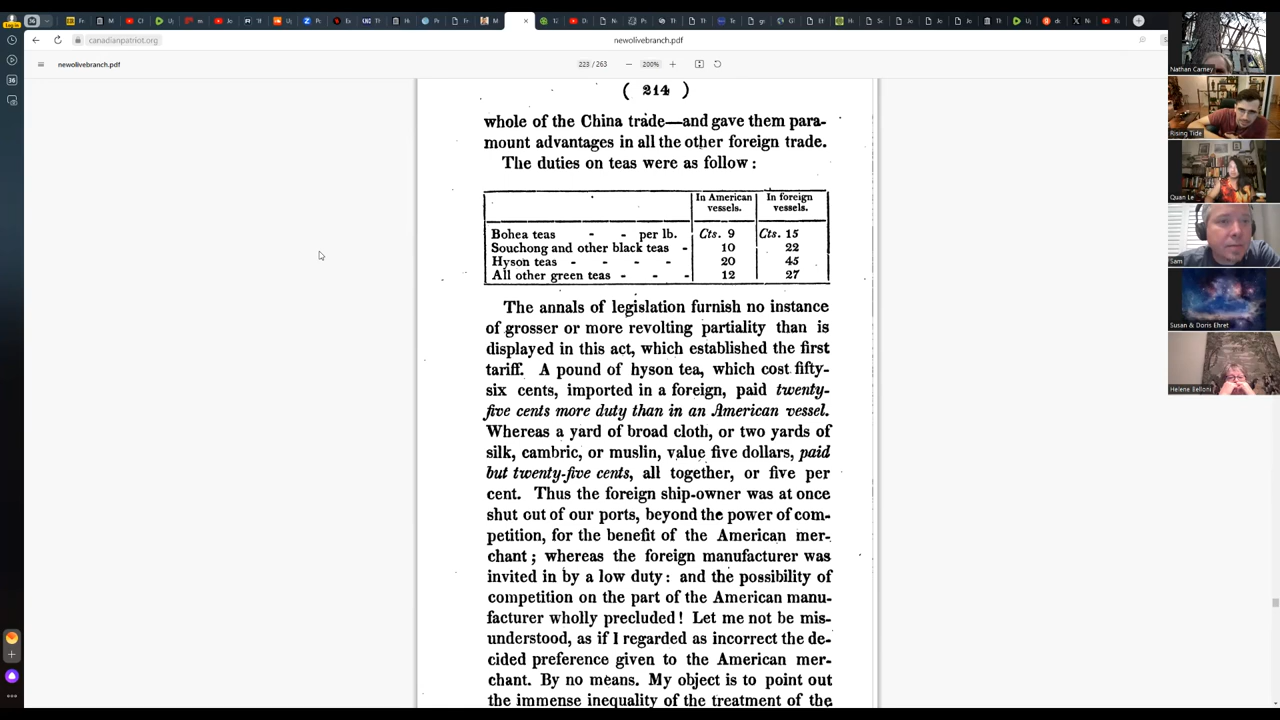 canadianpatriot.org
newolivebranch.pdf
newolivebranch.pdf
223 / 263
200%
( 214 )
whole of the China trade—and gave them para-
mount advantages in all the other foreign trade.
The duties on teas were as follow :
In American vessels. In foreign vessels.
Bohea teas - - per lb. Cts. 9 Cts. 15
Souchong and other black teas - 10 22
Hyson teas - - - - - 20 45
All other green teas - - - 12 27
The annals of legislation furnish no instance
of grosser or more revolting partiality than is
displayed in this act, which established the first
tariff. A pound of hyson tea, which cost fifty-
six cents, imported in a foreign, paid twenty-
five cents more duty than in an American vessel.
Whereas a yard of broad cloth, or two yards of
silk, cambric, or muslin, value five dollars, paid
but twenty-five cents, all together, or five per
cent. Thus the foreign ship-owner was at once
shut out of our ports, beyond the power of com-
petition, for the benefit of the American mer-
chant ; whereas the foreign manufacturer was
invited in by a low duty: and the possibility of
competition on the part of the American manu-
facturer wholly precluded! Let me not be mis-
understood, as if I regarded as incorrect the de-
cided preference given to the American mer-
chant. By no means. My object is to point out
the immense inequality of the treatment of the
Nathan Carney
Rising Tide
Quan Le
Sam
Susan & Doris Ehret
Helene Belloni